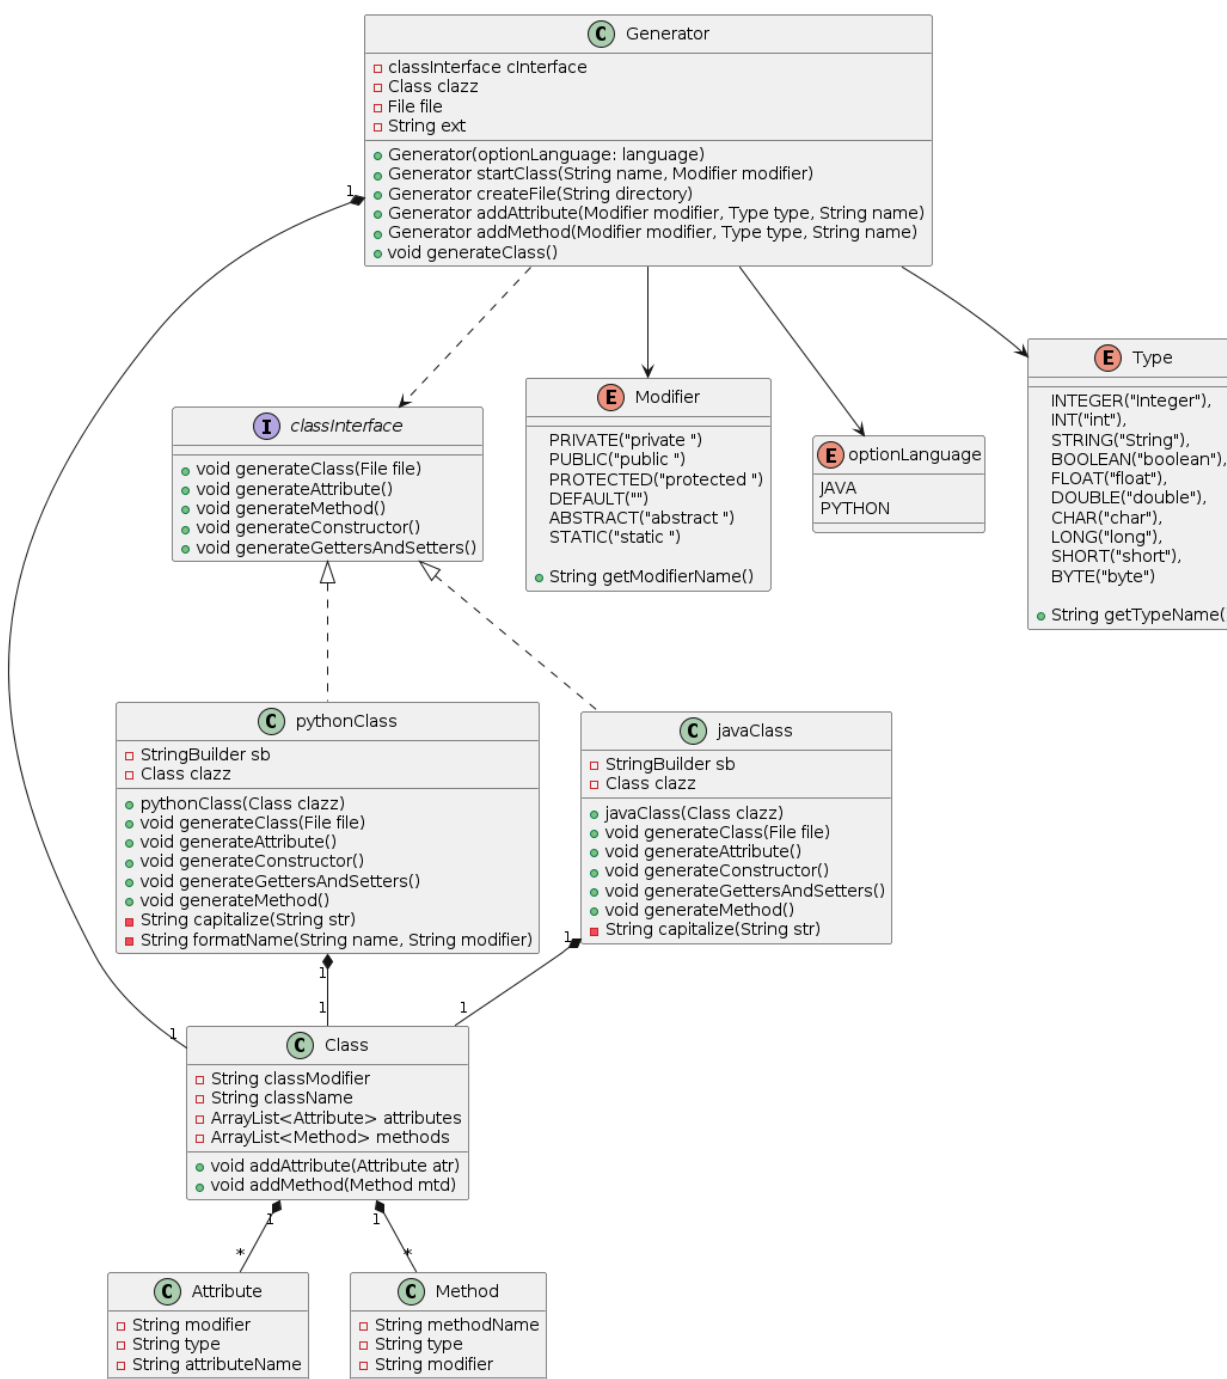 C Generator
classInterface cInterface
Class clazz
File file
String ext
Generator(optionLanguage: language)
Generator startClass(String name, Modifier modifier)
Generator createFile(String directory)
Generator addAttribute(Modifier modifier, Type type, String name)
Generator addMethod(Modifier modifier, Type type, String name)
void generateClass()
1
I classInterface
void generateClass(File file)
void generateAttribute()
void generateMethod()
void generateConstructor()
void generateGettersAndSetters()
E Modifier
PRIVATE("private ")
PUBLIC("public ")
PROTECTED("protected ")
DEFAULT("")
ABSTRACT("abstract ")
STATIC("static ")
String getModifierName()
E optionLanguage
JAVA
PYTHON
E Type
INTEGER("Integer"),
INT("int"),
STRING("String"),
BOOLEAN("boolean"),
FLOAT("float"),
DOUBLE("double"),
CHAR("char"),
LONG("long"),
SHORT("short"),
BYTE("byte")
String getTypeName(
C pythonClass
StringBuilder sb
Class clazz
pythonClass(Class clazz)
void generateClass(File file)
void generateAttribute()
void generateConstructor()
void generateGettersAndSetters()
void generateMethod()
String capitalize(String str)
String formatName(String name, String modifier)
C javaClass
StringBuilder sb
Class clazz
javaClass(Class clazz)
void generateClass(File file)
void generateAttribute()
void generateConstructor()
void generateGettersAndSetters()
void generateMethod()
String capitalize(String str)
1
1
1
1
1
C Class
String classModifier
String className
ArrayList<Attribute> attributes
ArrayList<Method> methods
void addAttribute(Attribute atr)
void addMethod(Method mtd)
1
1
*
*
C Attribute
String modifier
String type
String attributeName
C Method
String methodName
String type
String modifier